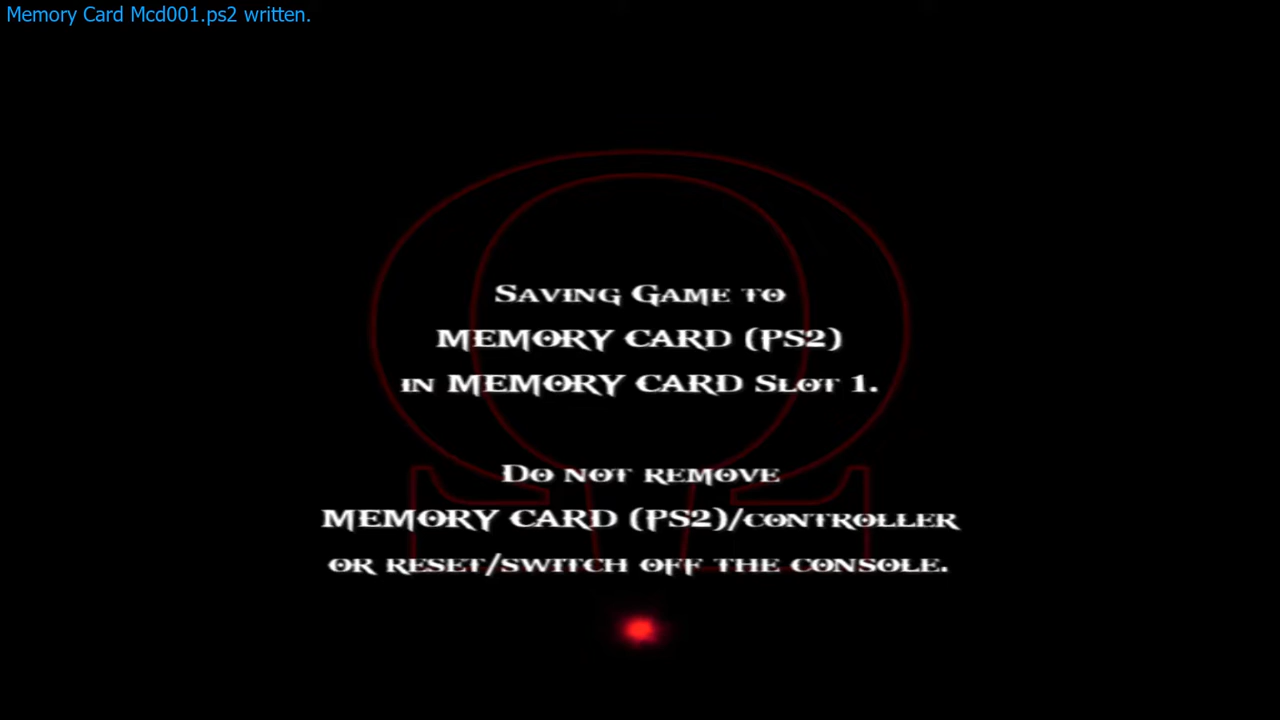 Memory Card Mcd001.ps2 written.
Saving Game to
MEMORY CARD (PS2)
in MEMORY CARD Slot 1.
Do not remove
MEMORY CARD (PS2)/controller
or reset/switch off the console.